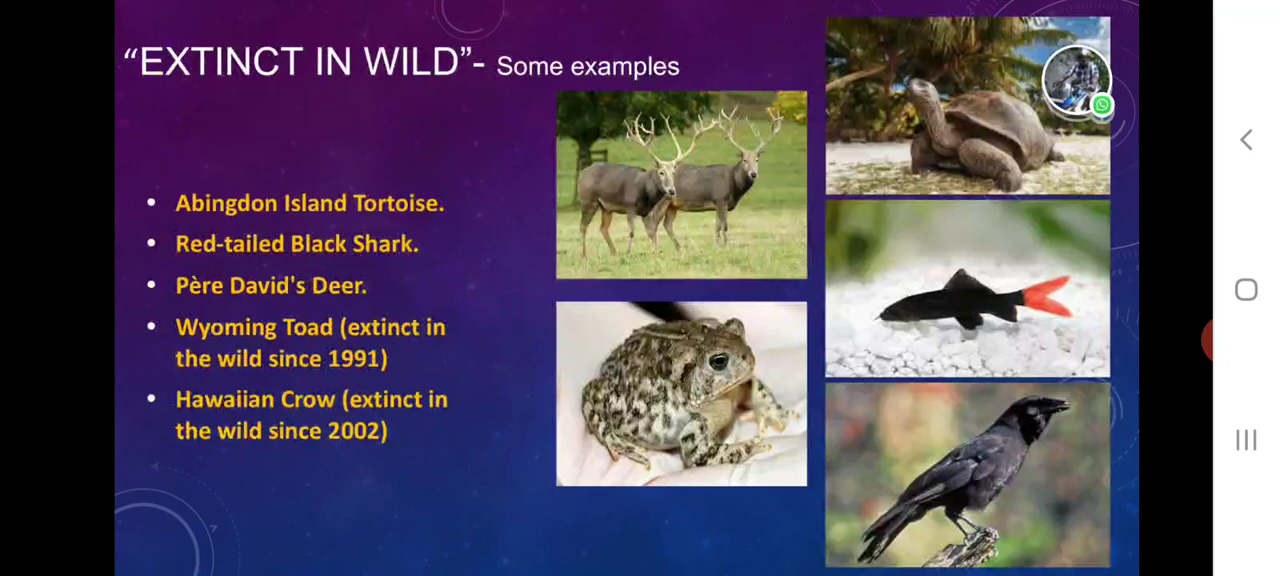 “EXTINCT IN WILD”- Some examples
• Abingdon Island Tortoise.
• Red-tailed Black Shark.
• Père David's Deer.
• Wyoming Toad (extinct in
the wild since 1991)
• Hawaiian Crow (extinct in
the wild since 2002)